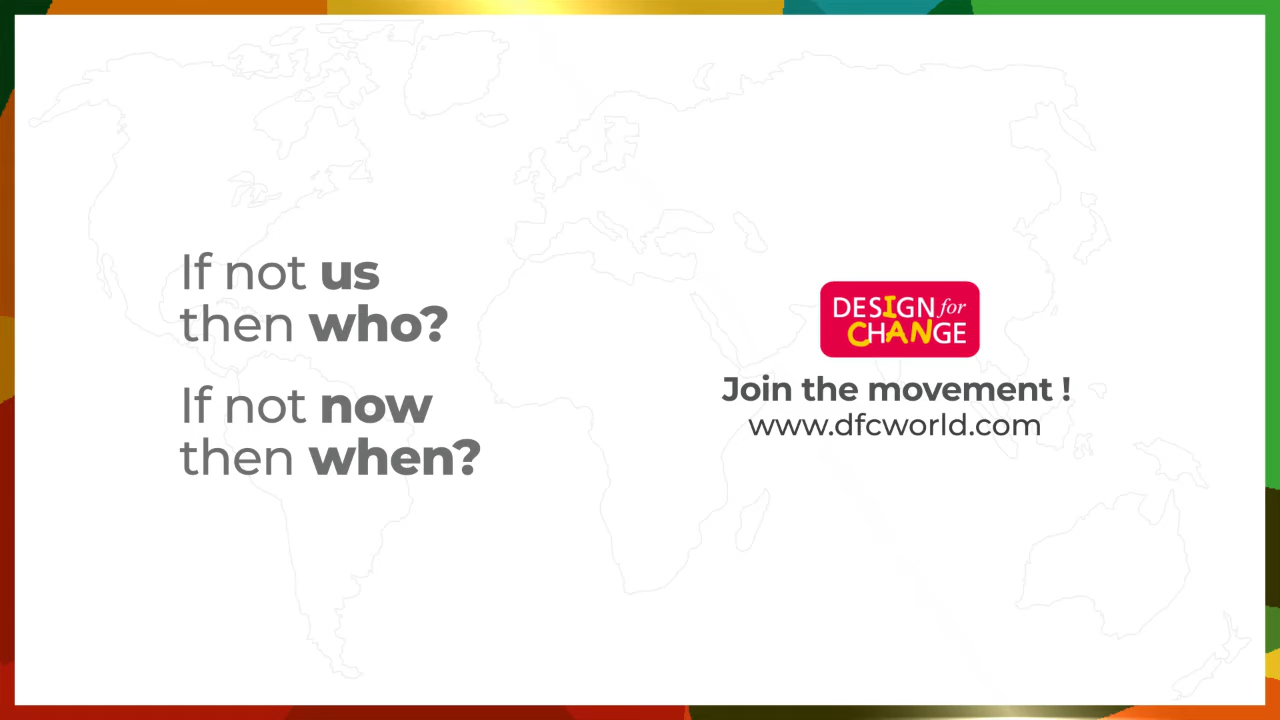 If not us
then who?
If not now
then when?
DESIGN for
CHANGE
Join the movement !
www.dfcworld.com